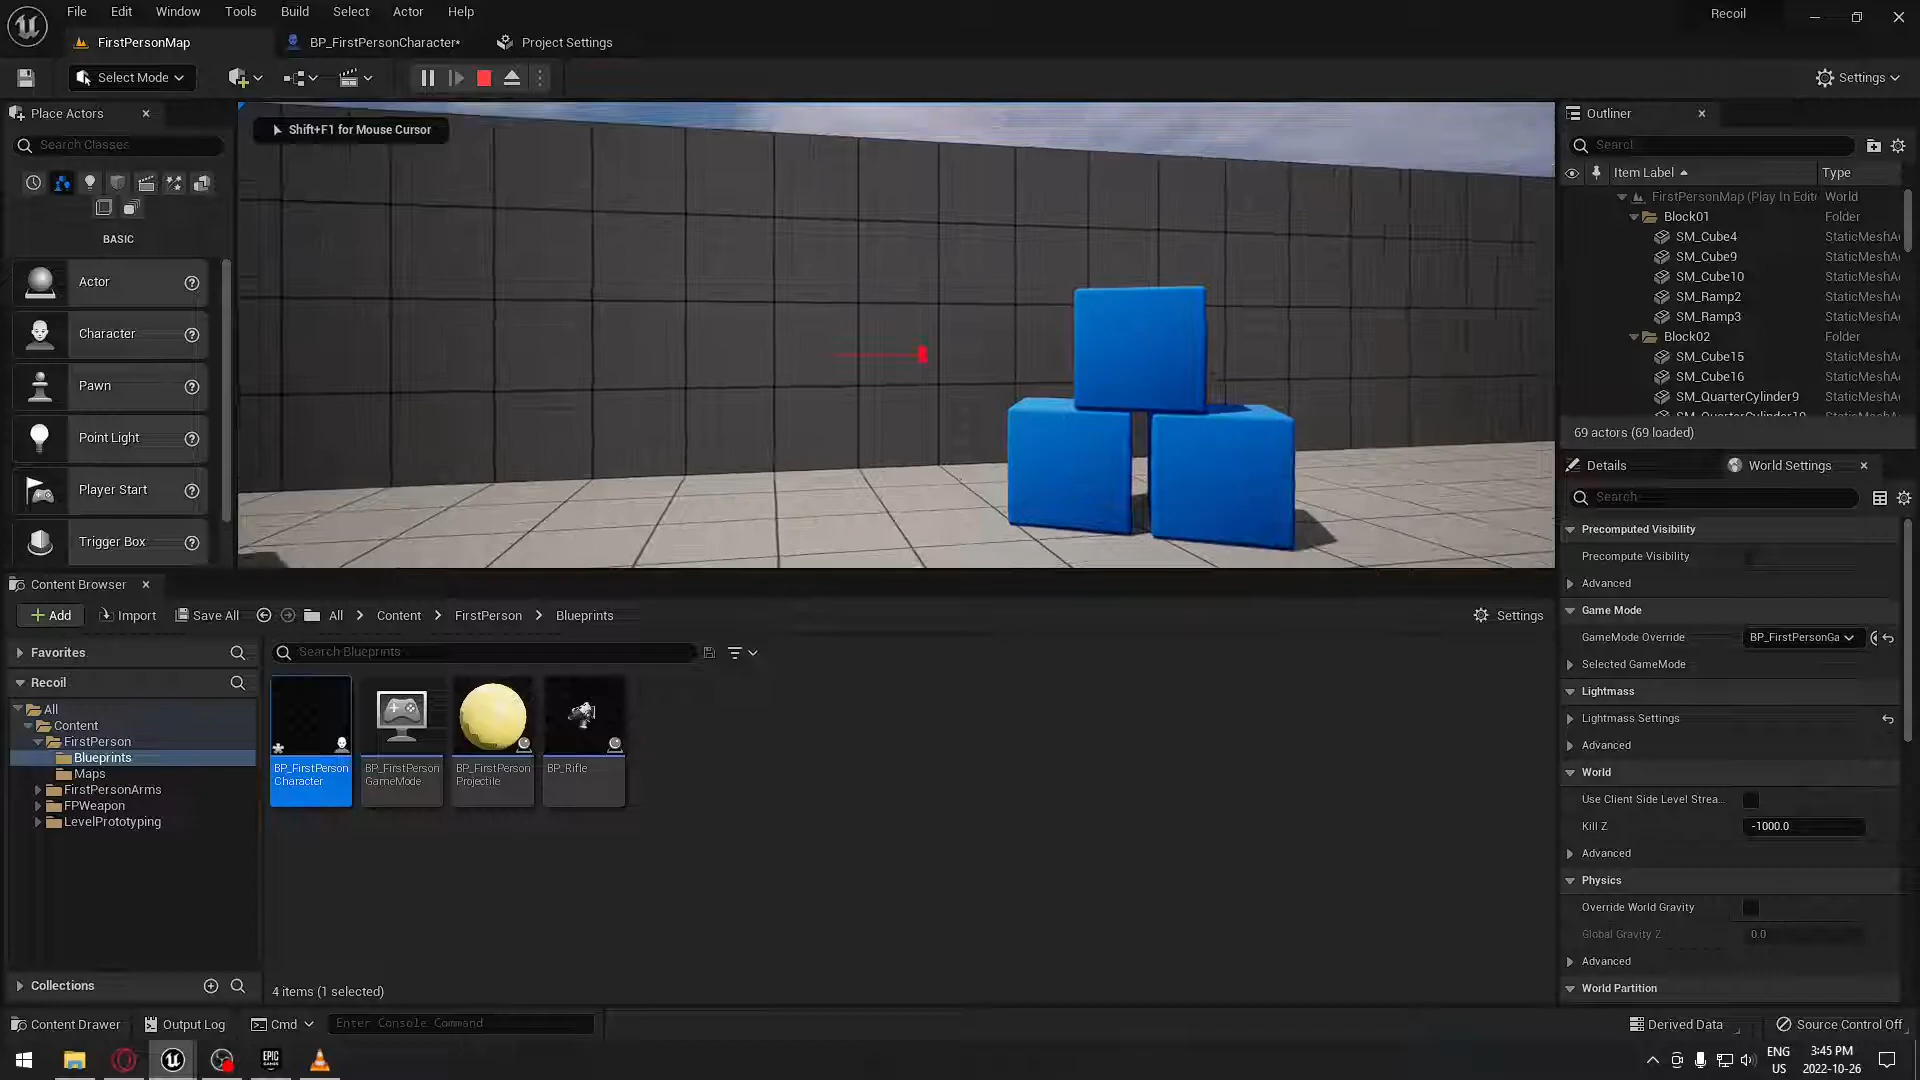 File Edit Window Tools Build Select Actor Help
Recoil
FirstPersonMap
BP_FirstPersonCharacter*
Project Settings
Select Mode
Settings
Place Actors
Search Classes
BASIC
Actor
Character
Pawn
Point Light
Player Start
Trigger Box
Shift+F1 for Mouse Cursor
Outliner
Searcl
Item Label
Type
FirstPersonMap (Play In Edit World
Block01 Folder
SM_Cube4 StaticMeshA
SM_Cube9 StaticMeshA
SM_Cube10 StaticMeshA
SM_Ramp2 StaticMeshA
SM_Ramp3 StaticMeshA
Block02 Folder
SM_Cube15 StaticMeshA
SM_Cube16 StaticMeshA
SM_QuarterCylinder9 StaticMeshA
69 actors (69 loaded)
Details
World Settings
Search
Precomputed Visibility
Precompute Visibility
Advanced
Game Mode
GameMode Override BP_FirstPersonGa
Selected GameMode
Lightmass
Lightmass Settings
Advanced
World
Use Client Side Level Strea...
Kill Z -1000.0
Advanced
Physics
Override World Gravity
Global Gravity Z 0.0
Advanced
World Partition
Content Browser
Add Import Save All All Content FirstPerson Blueprints Settings
Favorites
Recoil
All
Content
FirstPerson
Blueprints
Maps
FirstPersonArms
FPWeapon
LevelPrototyping
Collections
Search Blueprints
BP_FirstPerson
Character
BP_FirstPerson
GameMode
BP_FirstPerson
Projectile
BP_Rifle
4 items (1 selected)
Content Drawer Output Log Cmd Enter Console Command
Derived Data Source Control Off
EPIC
GAMES
ENG
US
3:45 PM
2022-10-26